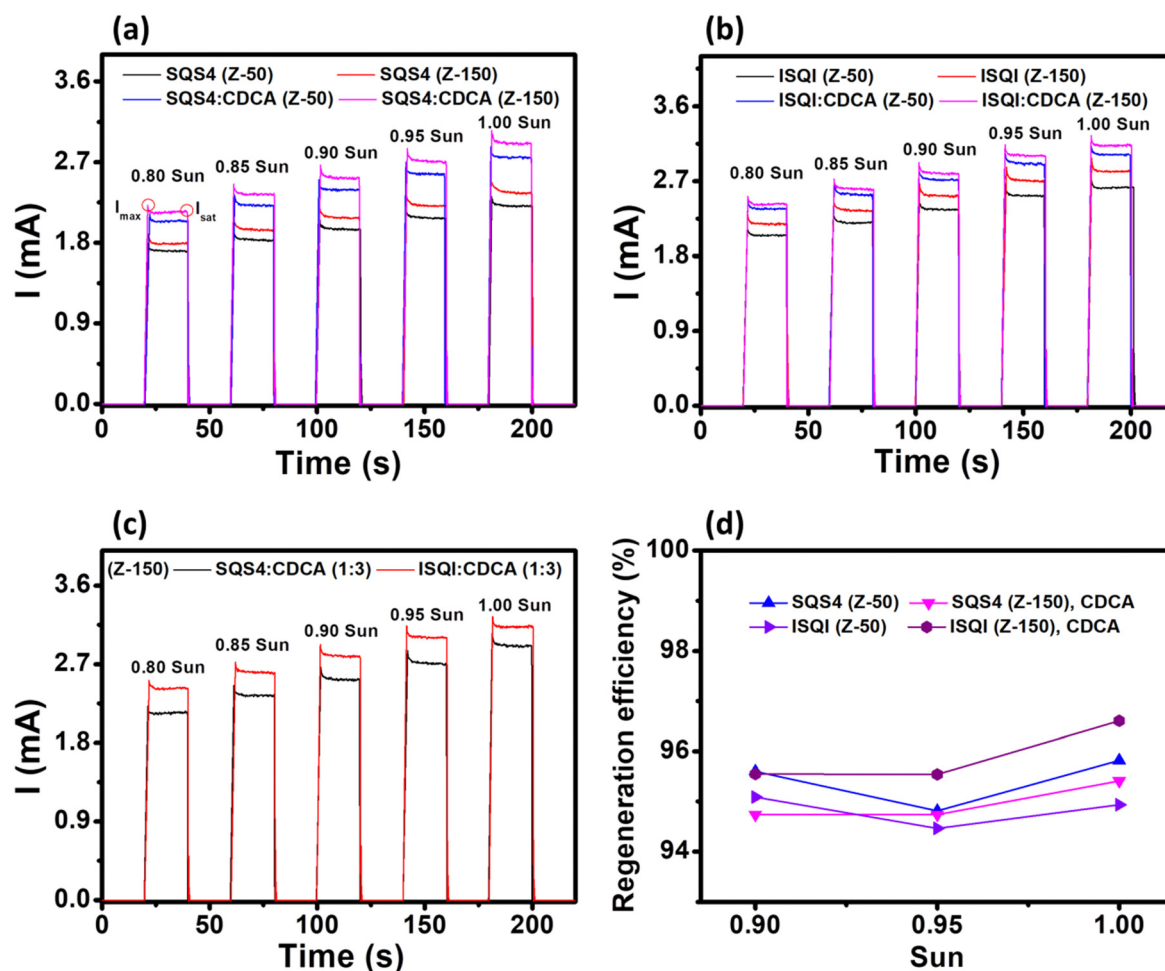 (a)
SQS4 (Z-50) SQS4 (Z-150)
SQS4:CDCA (Z-50) SQS4:CDCA (Z-150)
0.80 Sun
0.85 Sun
0.90 Sun
0.95 Sun
1.00 Sun
Imax
Isat
I (mA)
3.6
2.7
1.8
0.9
0.0
0 50 100 150 200
Time (s)
(b)
ISQI (Z-50) ISQI (Z-150)
ISQI:CDCA (Z-50) ISQI:CDCA (Z-150)
0.80 Sun
0.85 Sun
0.90 Sun
0.95 Sun
1.00 Sun
I (mA)
3.6
2.7
1.8
0.9
0.0
0 50 100 150 200
Time (s)
(c)
(Z-150) SQS4:CDCA (1:3) ISQI:CDCA (1:3)
0.80 Sun
0.85 Sun
0.90 Sun
0.95 Sun
1.00 Sun
I (mA)
3.6
2.7
1.8
0.9
0.0
0 50 100 150 200
Time (s)
(d)
SQS4 (Z-50) SQS4 (Z-150), CDCA
ISQI (Z-50) ISQI (Z-150), CDCA
Regeneration efficiency (%)
100
98
96
94
0.90 0.95 1.00
Sun